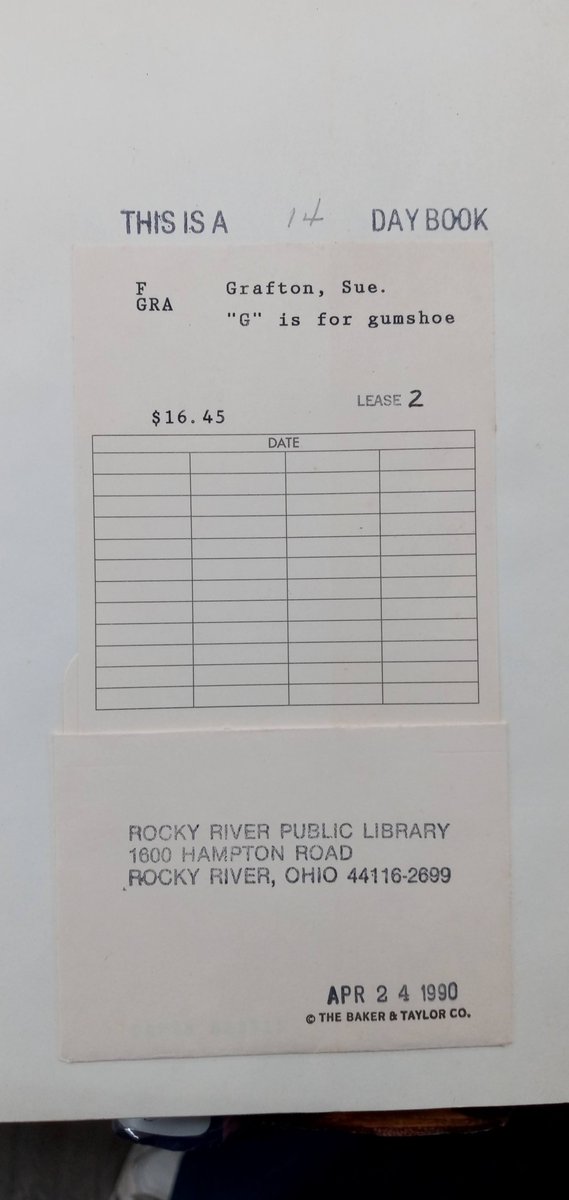 THIS IS A 14 DAY BOOK
F Grafton, Sue.
GRA "G" is for gumshoe
LEASE 2
$16.45
DATE
ROCKY RIVER PUBLIC LIBRARY
1600 HAMPTON ROAD
ROCKY RIVER, OHIO 44116-2699
APR 24 1990
© THE BAKER & TAYLOR CO.